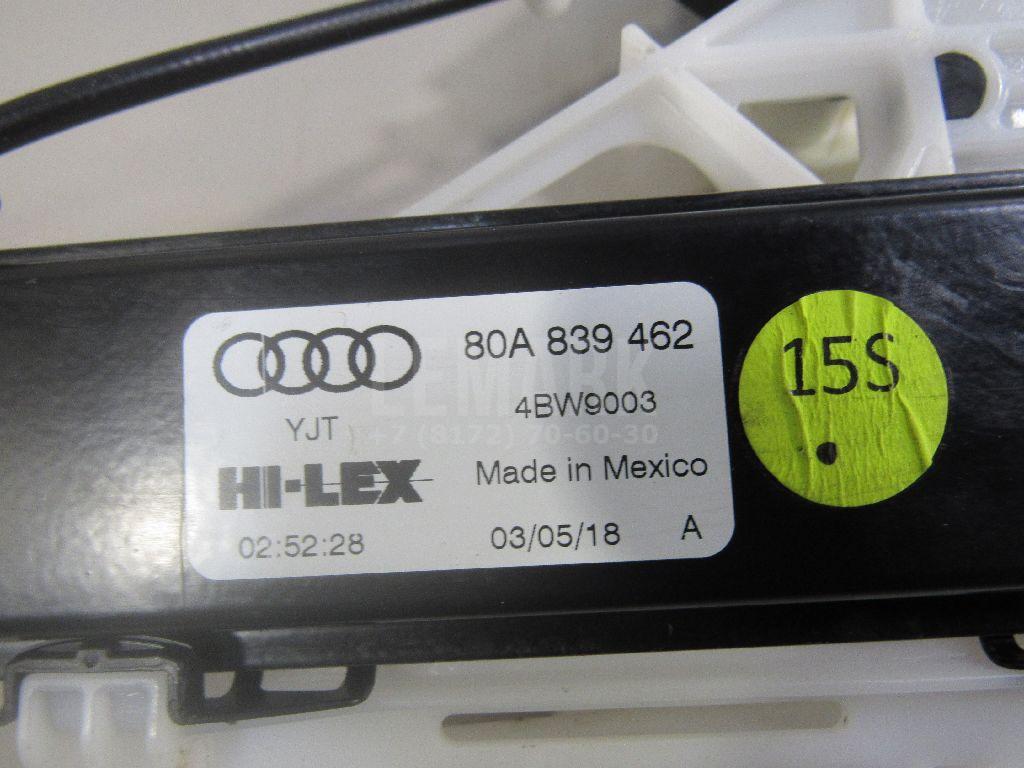 80A 839 462
YJT 4BW9003
HI-LEX Made in Mexico
02:52:28 03/05/18 A
15S
LEMARK
+7 (8172) 70-60-30